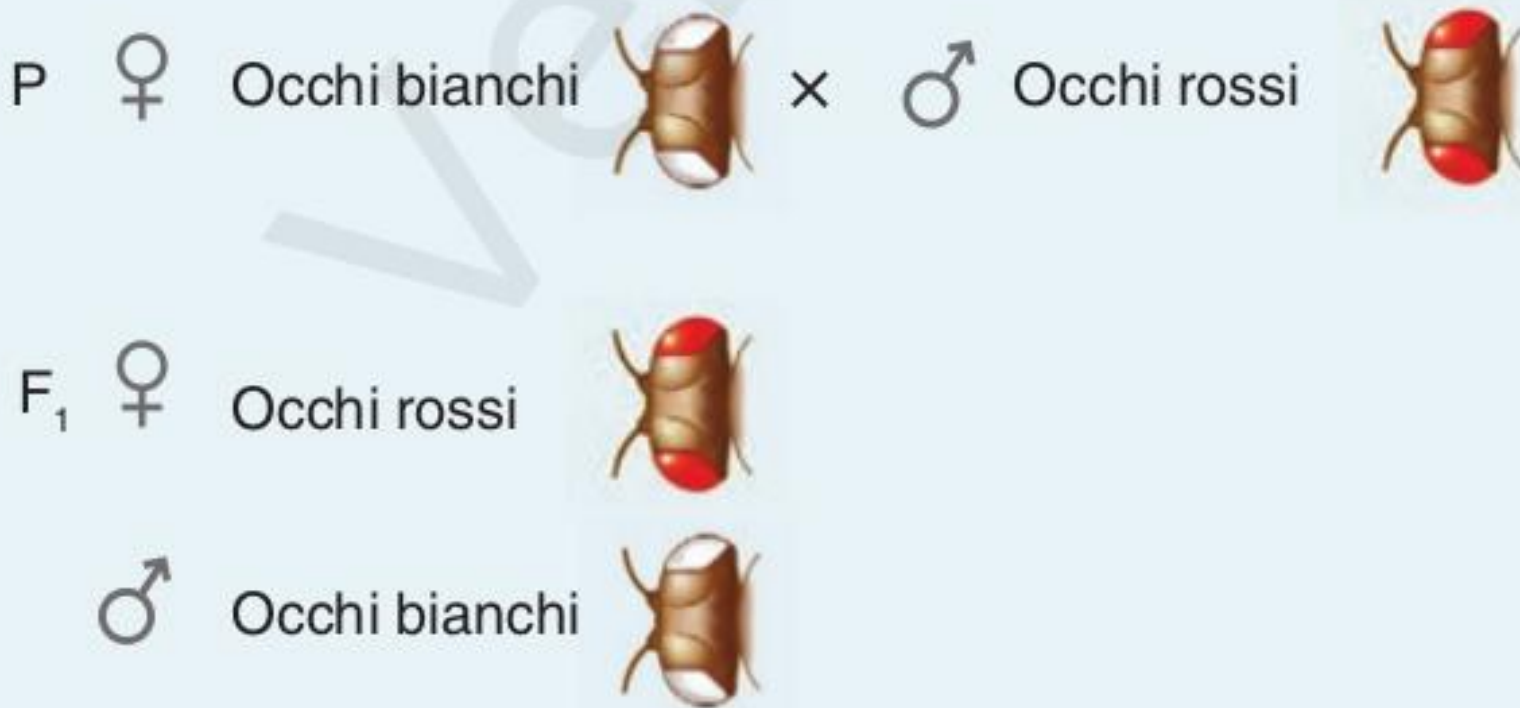 P ♀ Occhi bianchi × ♂ Occhi rossi
F₁ ♀ Occhi rossi
♂ Occhi bianchi